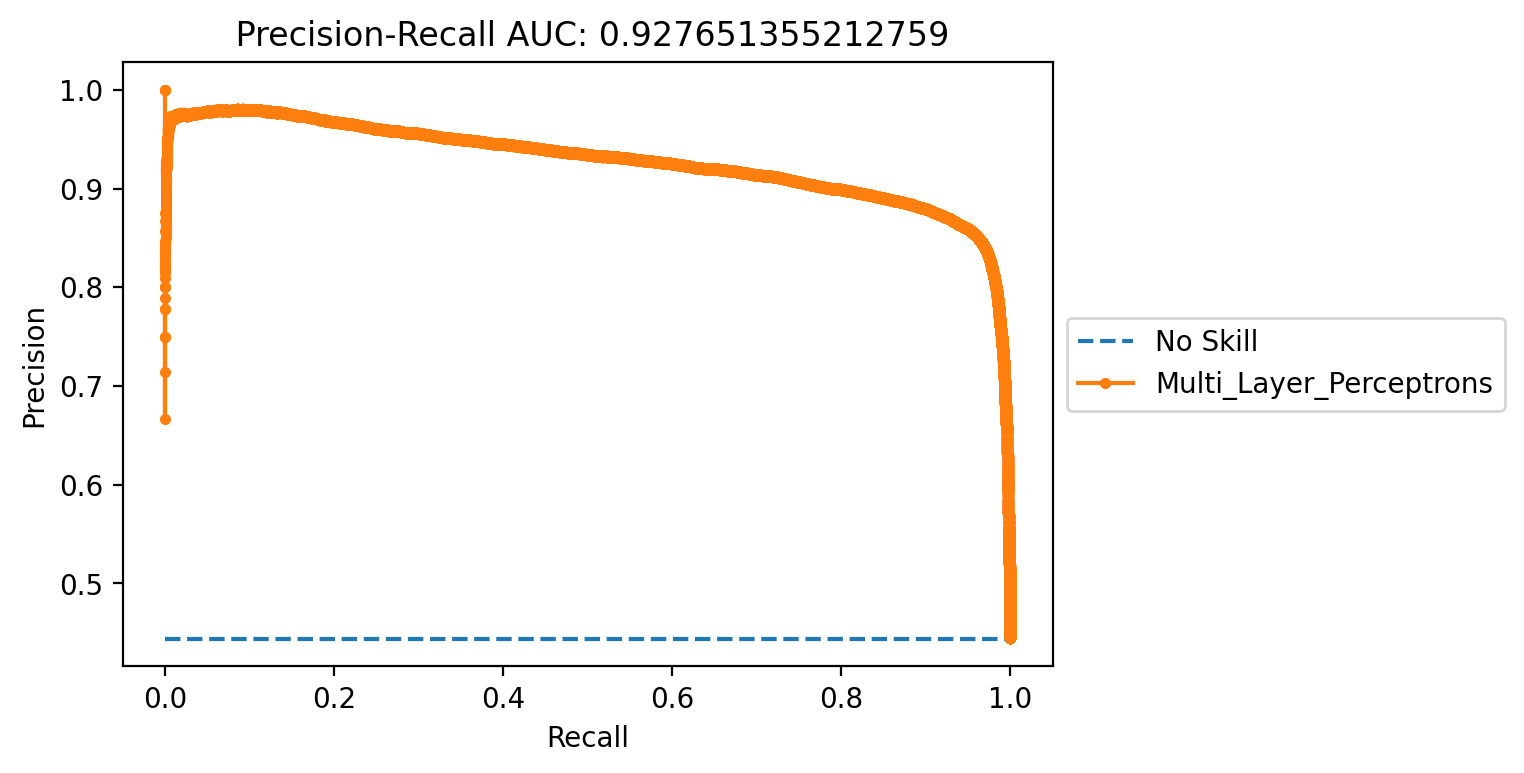 Precision-Recall AUC: 0.927651355212759
1.0
0.9
0.8
0.7
0.6
0.5
Precision
0.0 0.2 0.4 0.6 0.8 1.0
Recall
No Skill
Multi_Layer_Perceptrons